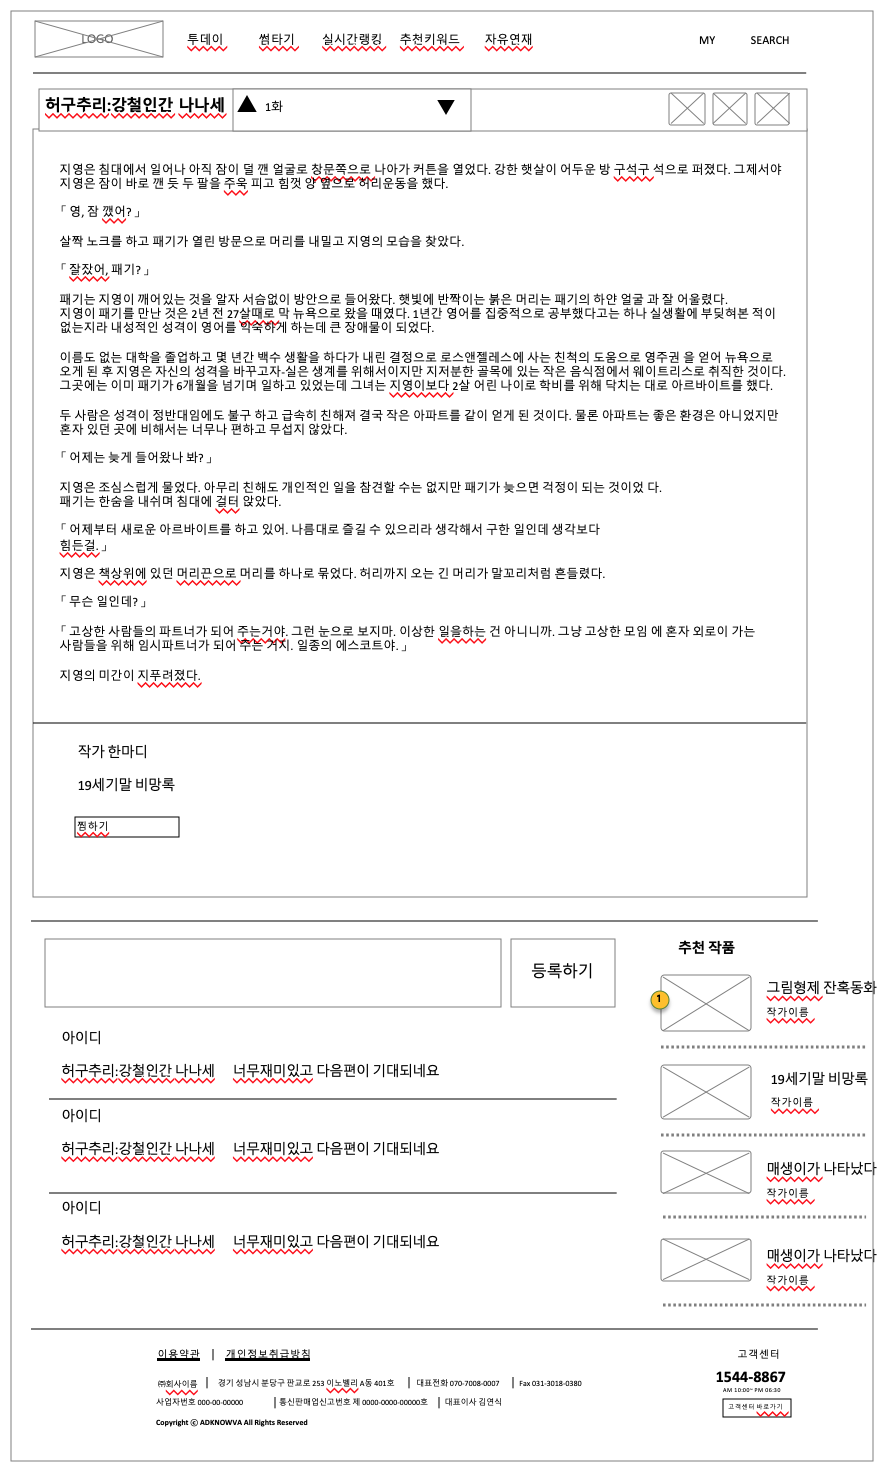 LOGO 투데이 썸타기 실시간랭킹 추천키워드 자유연재 MY SEARCH
허구추리:강철인간 나나세 1화
지영은 침대에서 일어나 아직 잠이 덜 깬 얼굴로 창문쪽으로 나아가 커튼을 열었다. 강한 햇살이 어두운 방 구석구 석으로 퍼졌다. 그제서야
지영은 잠이 바로 깬 듯 두 팔을 주욱 피고 힘껏 양 옆으로 허리운동을 했다.
「 영, 잠 깼어? 」
살짝 노크를 하고 패기가 열린 방문으로 머리를 내밀고 지영의 모습을 찾았다.
「 잘잤어, 패기? 」
패기는 지영이 깨어있는 것을 알자 서슴없이 방안으로 들어왔다. 햇빛에 반짝이는 붉은 머리는 패기의 하얀 얼굴 과 잘 어울렸다.
지영이 패기를 만난 것은 2년 전 27살때로 막 뉴욕으로 왔을 때였다. 1년간 영어를 집중적으로 공부했다고는 하나 실생활에 부딪혀본 적이
없는지라 내성적인 성격이 영어를 익숙하게 하는데 큰 장애물이 되었다.
이름도 없는 대학을 졸업하고 몇 년간 백수 생활을 하다가 내린 결정으로 로스앤젤레스에 사는 친척의 도움으로 영주권 을 얻어 뉴욕으로
오게 된 후 지영은 자신의 성격을 바꾸고자-실은 생계를 위해서이지만 지저분한 골목에 있는 작은 음식점에서 웨이트리스로 취직한 것이다.
그곳에는 이미 패기가 6개월을 넘기며 일하고 있었는데 그녀는 지영이보다 2살 어린 나이로 학비를 위해 닥치는 대로 아르바이트를 했다.
두 사람은 성격이 정반대임에도 불구 하고 급속히 친해져 결국 작은 아파트를 같이 얻게 된 것이다. 물론 아파트는 좋은 환경은 아니었지만
혼자 있던 곳에 비해서는 너무나 편하고 무섭지 않았다.
「 어제는 늦게 들어왔나 봐? 」
지영은 조심스럽게 물었다. 아무리 친해도 개인적인 일을 참견할 수는 없지만 패기가 늦으면 걱정이 되는 것이었 다.
패기는 한숨을 내쉬며 침대에 걸터 앉았다.
「 어제부터 새로운 아르바이트를 하고 있어. 나름대로 즐길 수 있으리라 생각해서 구한 일인데 생각보다
힘든걸. 」
지영은 책상위에 있던 머리끈으로 머리를 하나로 묶었다. 허리까지 오는 긴 머리가 말꼬리처럼 흔들렸다.
「 무슨 일인데? 」
「 고상한 사람들의 파트너가 되어 주는거야. 그런 눈으로 보지마. 이상한 일을하는 건 아니니까. 그냥 고상한 모임 에 혼자 외로이 가는
사람들을 위해 임시파트너가 되어 주는 거지. 일종의 에스코트야. 」
지영의 미간이 지푸려졌다.
작가 한마디
19세기말 비망록
찜하기
등록하기
아이디
허구추리:강철인간 나나세 너무재미있고 다음편이 기대되네요
아이디
허구추리:강철인간 나나세 너무재미있고 다음편이 기대되네요
아이디
허구추리:강철인간 나나세 너무재미있고 다음편이 기대되네요
추천 작품
1
그림형제 잔혹동화
작가이름
19세기말 비망록
작가이름
매생이가 나타났다
작가이름
매생이가 나타났다
작가이름
이용약관 | 개인정보취급방침
㈜회사이름 | 경기 성남시 분당구 판교로 253 이노벨리 A동 401호 | 대표전화 070-7008-0007 | Fax 031-3018-0380
사업자번호 000-00-00000 | 통신판매업신고번호 제 0000-0000-00000호 | 대표이사 김연식
Copyright ⓒ ADKNOWVA All Rights Reserved
고객센터
1544-8867
AM 10:00~ PM 06:30
고객센터 바로가기